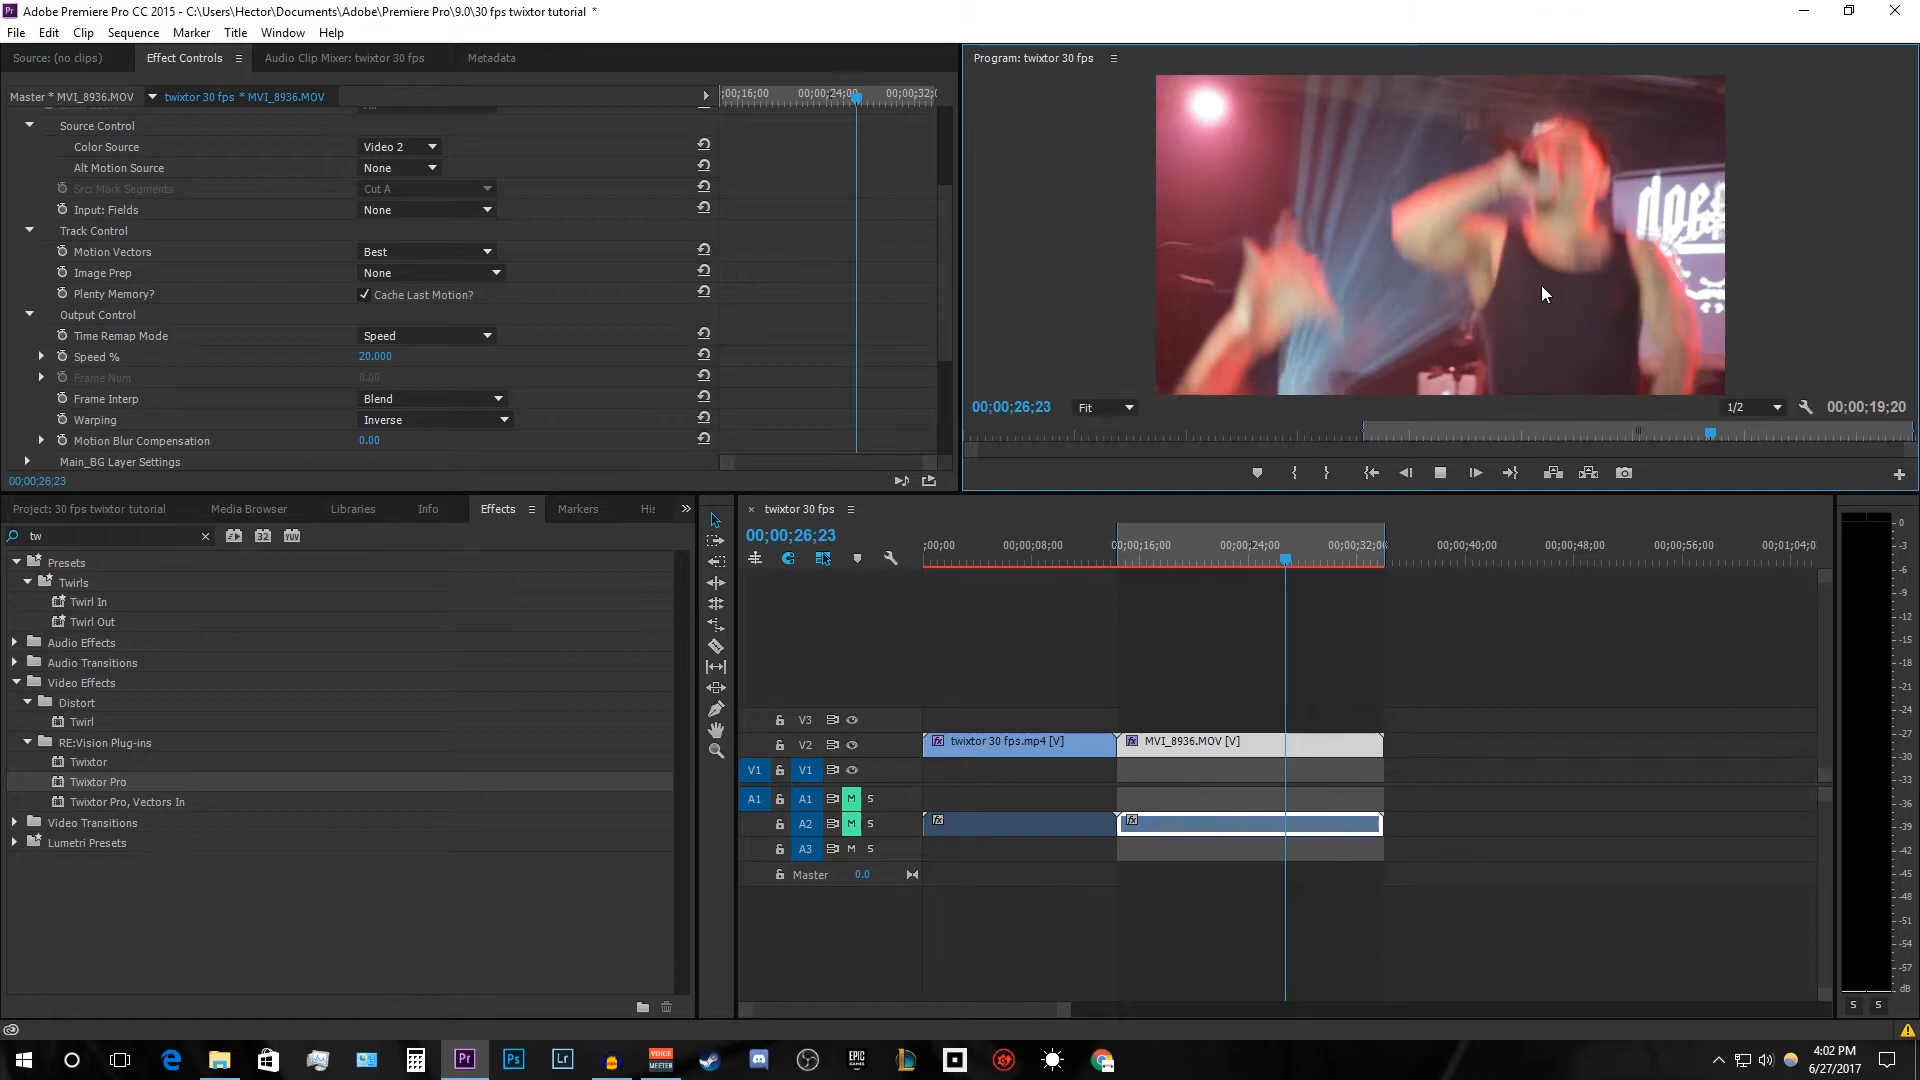 Adobe Premiere Pro CC 2015 - C:\Users\Hector\Documents\Adobe\Premiere Pro\9.0\30 fps twixtor tutorial *
File Edit Clip Sequence Marker Title Window Help
Source: (no clips) Effect Controls Audio Clip Mixer: twixtor 30 fps Metadata
Program: twixtor 30 fps
Master * MVI_8936.MOV twixtor 30 fps * MVI_8936.MOV
;00;16;00 00;00;24;00 00;00;32;0
Source Control
Color Source Video 2
Alt Motion Source None
Src: Mark Segments Cut A
Input: Fields None
Track Control
Motion Vectors Best
Image Prep None
Plenty Memory? Cache Last Motion?
Output Control
Time Remap Mode Speed
Speed % 20.000
Frame Num 0.00
Frame Interp Blend
Warping Inverse
Motion Blur Compensation 0.00
Main_BG Layer Settings
00;00;26;23
00;00;26;23 Fit 1/2 00;00;19;20
Project: 30 fps twixtor tutorial Media Browser Libraries Info Effects Markers His
tw
32 YUV
Presets
Twirls
Twirl In
Twirl Out
Audio Effects
Audio Transitions
Video Effects
Distort
Twirl
RE:Vision Plug-ins
Twixtor
Twixtor Pro
Twixtor Pro, Vectors In
Video Transitions
Lumetri Presets
twixtor 30 fps
00;00;26;23
;00;00 00;00;08;00 00;00;16;00 00;00;24;00 00;00;32;00 00;00;40;00 00;00;48;00 00;00;56;00 00;01;04;0
V3
V2 fx twixtor 30 fps.mp4 [V] fx MVI_8936.MOV [V]
V1 V1
A1 A1 M S
A2 M S fx fx
A3 M S
Master 0.0
0
-3
-6
-9
-12
-15
-18
-21
-24
-27
-30
-33
-36
-39
-42
-45
-48
-51
-54
-57
dB
S S
Pr Ps Lr VOICE MEETER EPIC GAMES
4:02 PM
6/27/2017